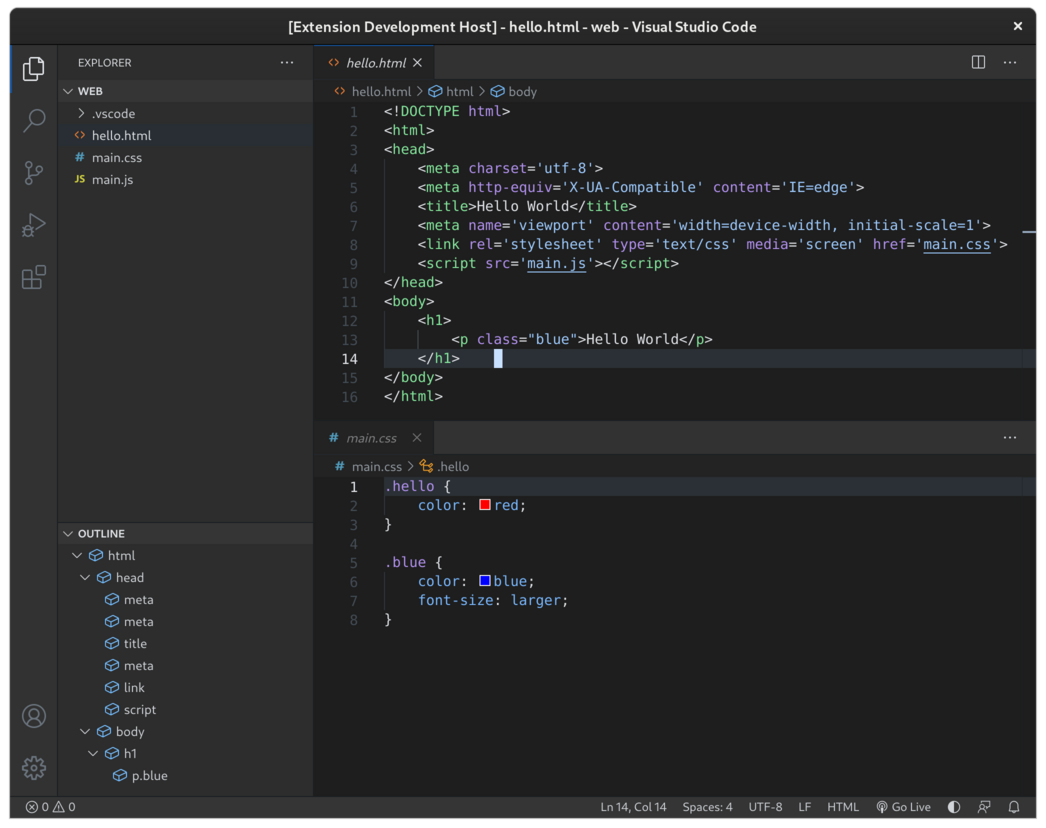 [Extension Development Host] - hello.html - web - Visual Studio Code
EXPLORER
WEB
.vscode
hello.html
# main.css
JS main.js
OUTLINE
html
head
meta
meta
title
meta
link
script
body
h1
p.blue
hello.html
hello.html > html > body
1 <!DOCTYPE html>
2 <html>
3 <head>
4 <meta charset='utf-8'>
5 <meta http-equiv='X-UA-Compatible' content='IE=edge'>
6 <title>Hello World</title>
7 <meta name='viewport' content='width=device-width, initial-scale=1'>
8 <link rel='stylesheet' type='text/css' media='screen' href='main.css'>
9 <script src='main.js'></script>
10 </head>
11 <body>
12 <h1>
13 <p class="blue">Hello World</p>
14 </h1>
15 </body>
16 </html>
# main.css
# main.css > .hello
1 .hello {
2 color: red;
3 }
4
5 .blue {
6 color: blue;
7 font-size: larger;
8 }
0 0 Ln 14, Col 14 Spaces: 4 UTF-8 LF HTML Go Live